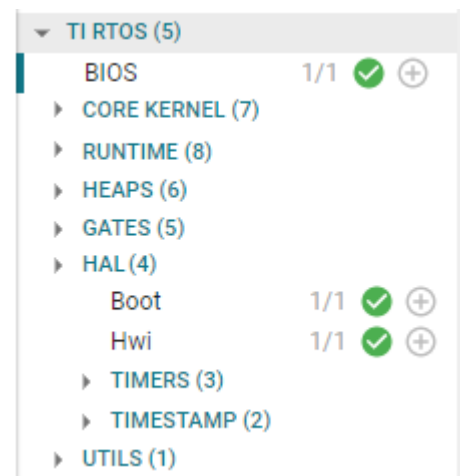 TI RTOS (5)
BIOS 1/1
CORE KERNEL (7)
RUNTIME (8)
HEAPS (6)
GATES (5)
HAL (4)
Boot 1/1
Hwi 1/1
TIMERS (3)
TIMESTAMP (2)
UTILS (1)